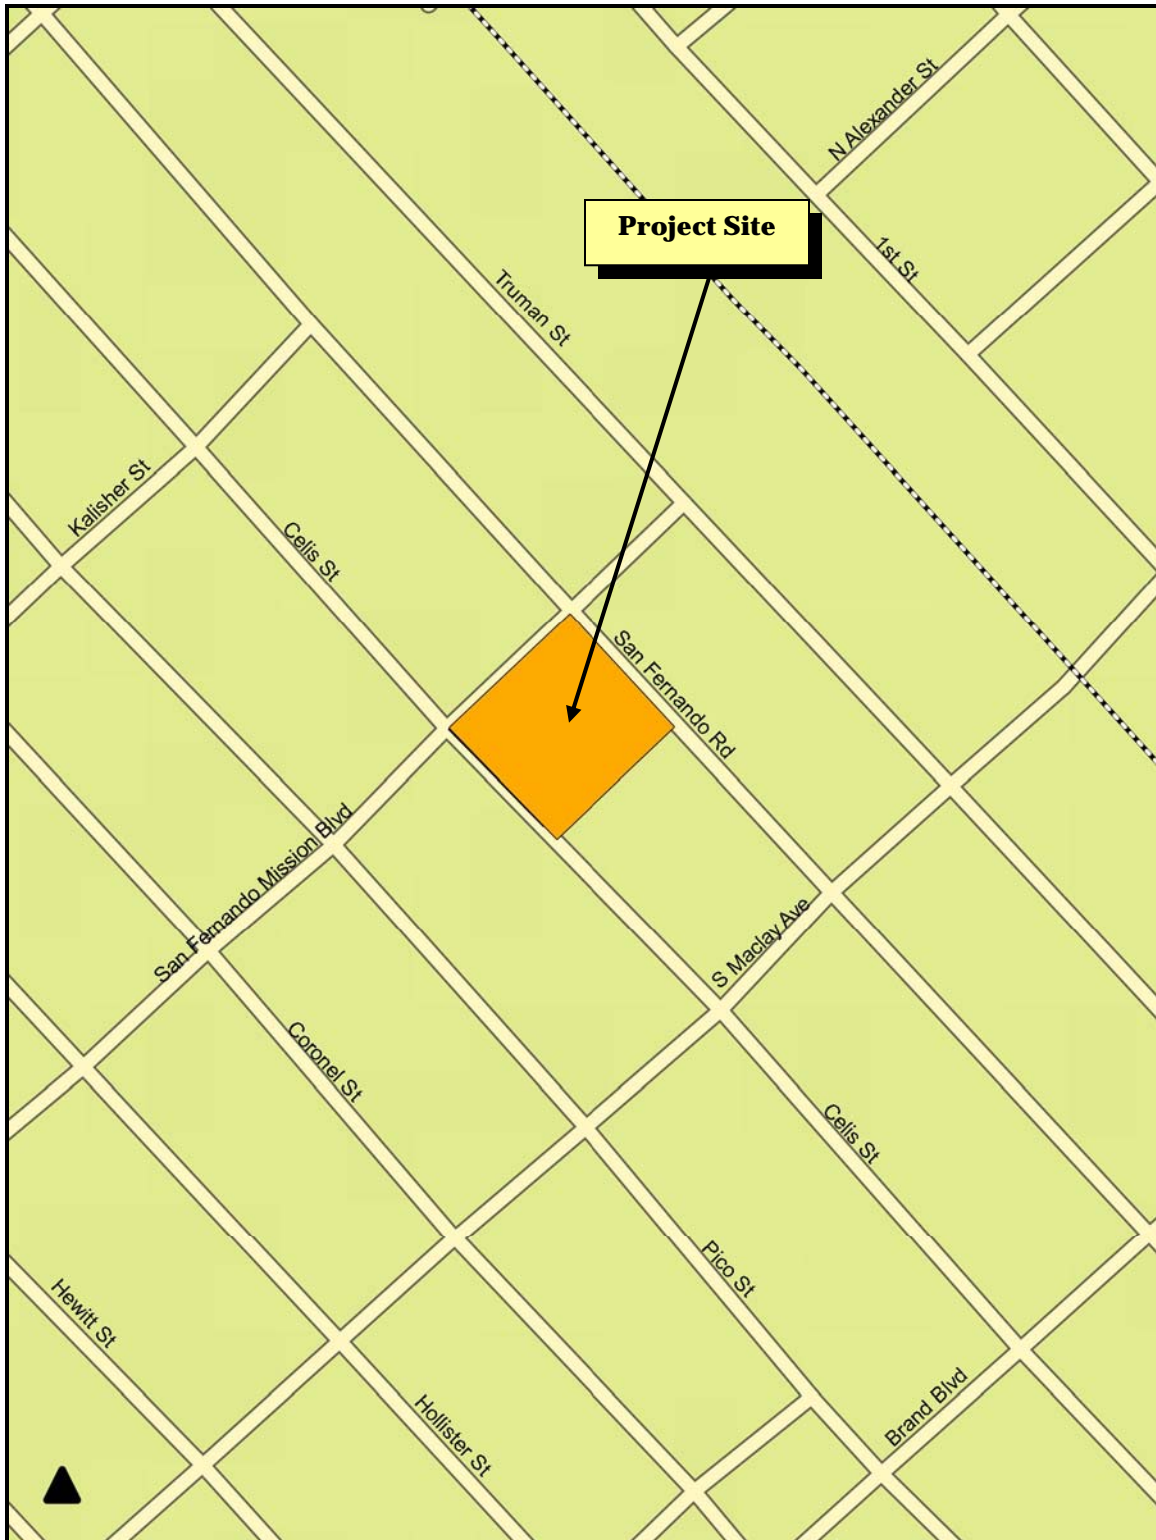 N Alexander St
Project Site
1st St
Truman St
Kalisher St
Celis St
San Fernando Rd
San Fernando Mission Blvd
S Maclay Ave
Coronel St
Celis St
Pico St
Hewitt St
Brand Blvd
Hollister St